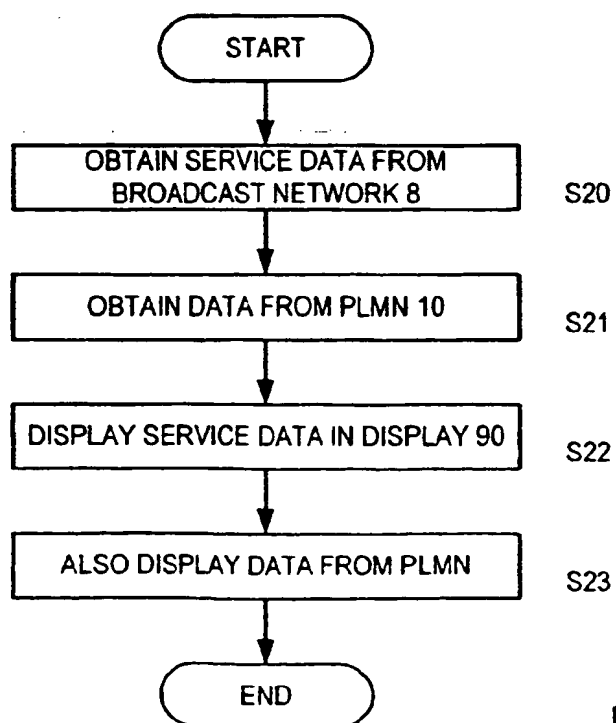 START
OBTAIN SERVICE DATA FROM
BROADCAST NETWORK 8
S20
OBTAIN DATA FROM PLMN 10
S21
DISPLAY SERVICE DATA IN DISPLAY 90
S22
ALSO DISPLAY DATA FROM PLMN
S23
END